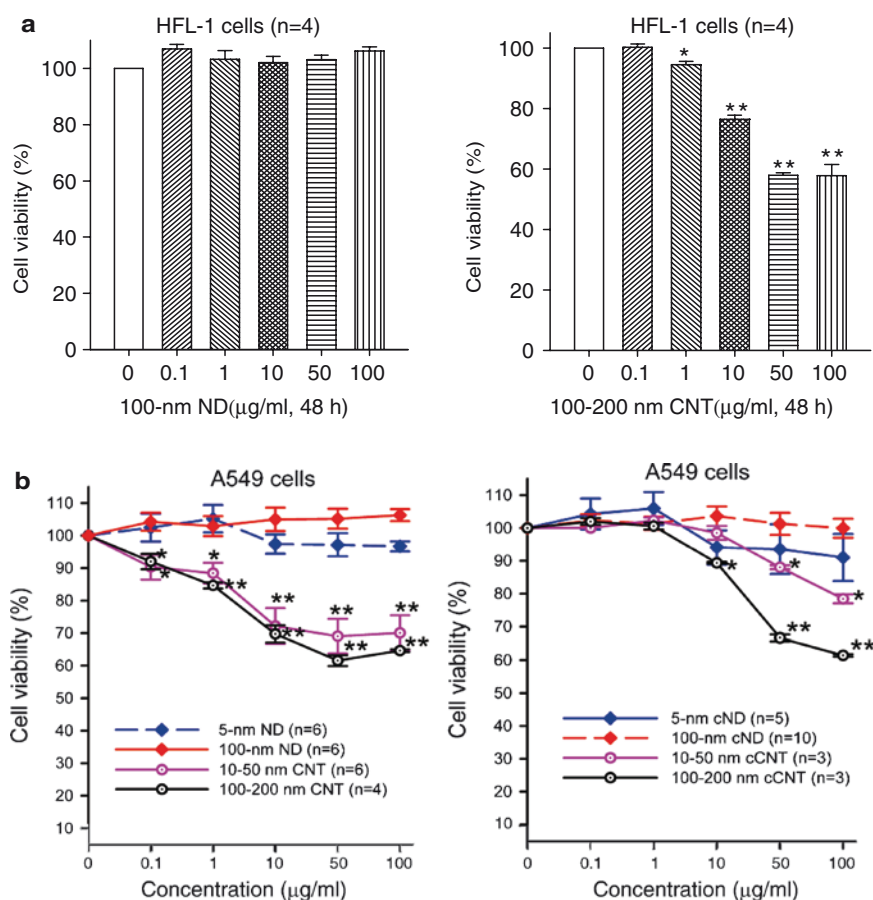 a
HFL-1 cells (n=4)
Cell viability (%)
100
80
60
40
20
0
0 0.1 1 10 50 100
100-nm ND(µg/ml, 48 h)
HFL-1 cells (n=4)
Cell viability (%)
100
80
60
40
20
0
*
**
**
**
0 0.1 1 10 50 100
100-200 nm CNT(µg/ml, 48 h)
b
A549 cells
Cell viability (%)
110
100
90
80
70
60
50
40
30
20
10
*
*
*
**
**
**
**
**
**
**
5-nm ND (n=6)
100-nm ND (n=6)
10-50 nm CNT (n=6)
100-200 nm CNT (n=4)
0 0.1 1 10 50 100
Concentration (µg/ml)
A549 cells
Cell viability (%)
110
100
90
80
70
60
50
40
30
20
10
*
*
*
**
**
5-nm cND (n=5)
100-nm cND (n=10)
10-50 nm cCNT (n=3)
100-200 nm cCNT (n=3)
0 0.1 1 10 50 100
Concentration (µg/ml)